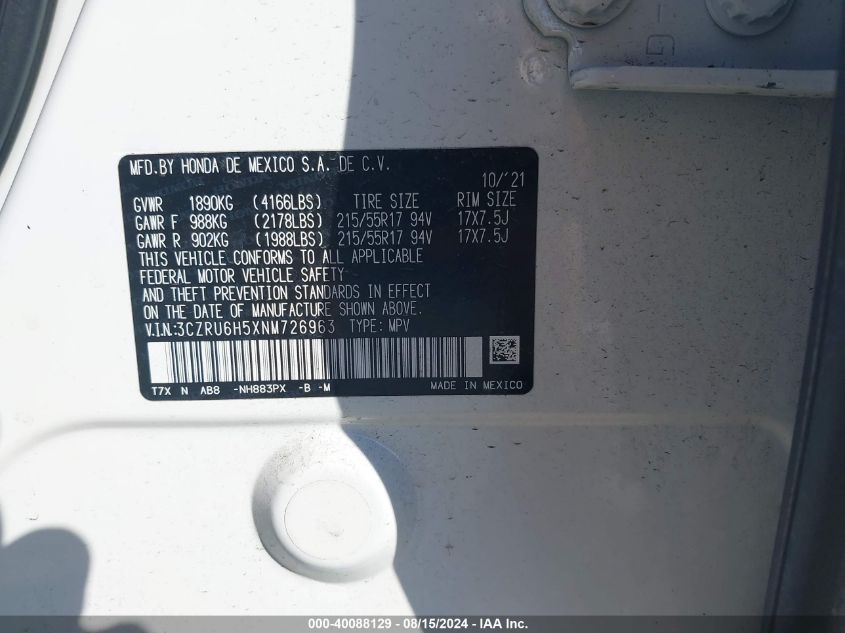 MFD.BY HONDA DE MEXICO S.A. DE C.V.
10/'21
GVWR 1890KG (4166LBS) TIRE SIZE RIM SIZE
GAWR F 988KG (2178LBS) 215/55R17 94V 17X7.5J
GAWR R 902KG (1988LBS) 215/55R17 94V 17X7.5J
THIS VEHICLE CONFORMS TO ALL APPLICABLE
FEDERAL MOTOR VEHICLE SAFETY
AND THEFT PREVENTION STANDARDS IN EFFECT
ON THE DATE OF MANUFACTURE SHOWN ABOVE.
V.I.N.:3CZRU6H5XNM726963 TYPE: MPV
T7X N AB8 -NH883PX -B -M MADE IN MEXICO
000-40088129 - 08/15/2024 - IAA Inc.